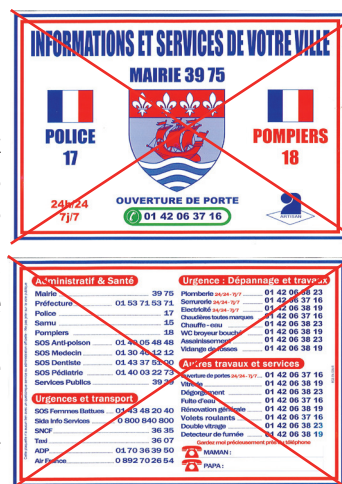 INFORMATIONS ET SERVICES DE VOTRE VILLE
MAIRIE 39 75
POLICE
17
POMPIERS
18
24h/24
7j/7
OUVERTURE DE PORTE
01 42 06 37 16
ARTISAN
Administratif & Santé
Mairie 39 75
Préfecture 01 53 71 53 71
Police 17
Samu 15
Pompiers 18
SOS Anti-poison 01 40 05 48 48
SOS Medecin
SOS Dentiste 01 43 37 51 00
SOS Pédiatrie 01 40 03 22 73
Services Publics 39 39
Urgences et transport
SOS Femmes Battues 01 43 48 20 40
Sida Info Services 0 800 840 800
SNCF 36 35
Taxi 36 07
ADP 01 70 36 39 50
Air France 0 892 70 26 54
Urgence : Dépannage et travaux
Plomberie 24/24 - 7j/7 01 42 06 38 23
Serrurerie 24/24 - 7j/7 01 42 06 37 16
Electricité 24/24 - 7j/7 01 42 06 38 19
Chaudières toutes marques 01 42 06 37 16
Chauffe - eau 01 42 06 38 23
WC broyeur bouché 01 42 06 38 19
Assainissement 01 42 06 38 23
Vidange de fosses 01 42 06 38 19
Autres travaux et services
Ouverture de portes 24/24 - 7j/7 01 42 06 37 16
Vitrerie 01 42 06 38 19
Dégorgement 01 42 06 38 23
Fuite d'eau 01 42 06 37 16
Rénovation générale 01 42 06 38 19
Volets roulants 01 42 06 37 16
Double vitrage 01 42 06 38 23
Detecteur de fumée 01 42 06 38 19
Gardez moi précieusement près du téléphone
MAMAN :
PAPA :